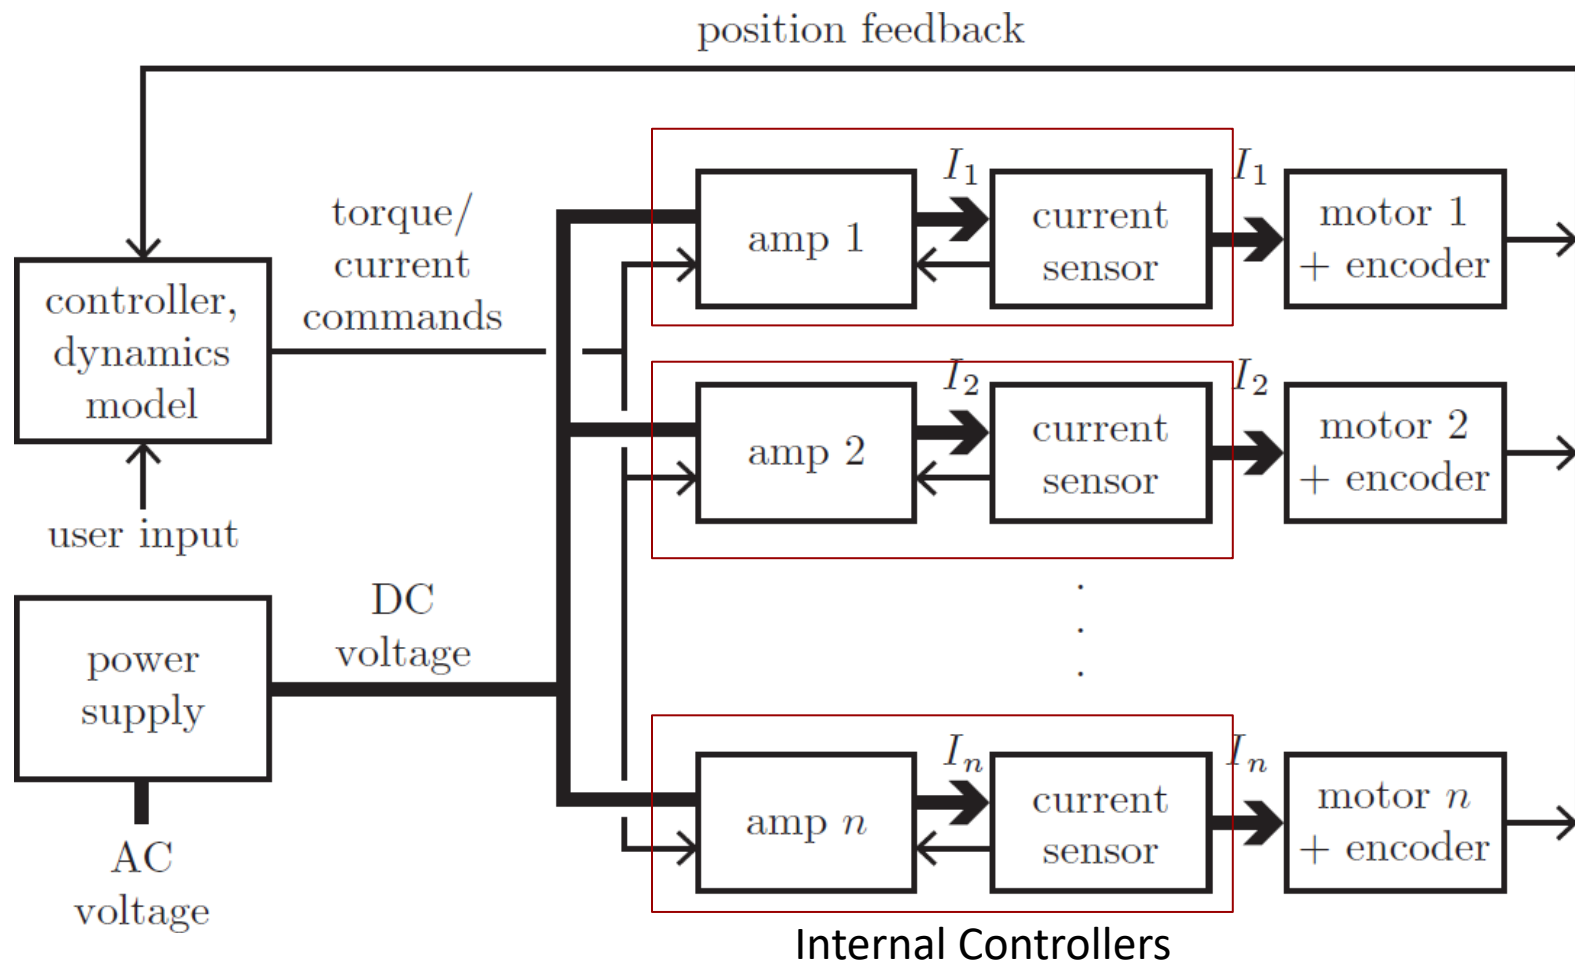 position feedback
torque/
current
commands
controller,
dynamics
model
user input
power
supply
AC
voltage
DC
voltage
amp 1
I₁
current
sensor
I₁
motor 1
+ encoder
amp 2
I₂
current
sensor
I₂
motor 2
+ encoder
.
.
.
amp n
Iₙ
current
sensor
Iₙ
motor n
+ encoder
Internal Controllers